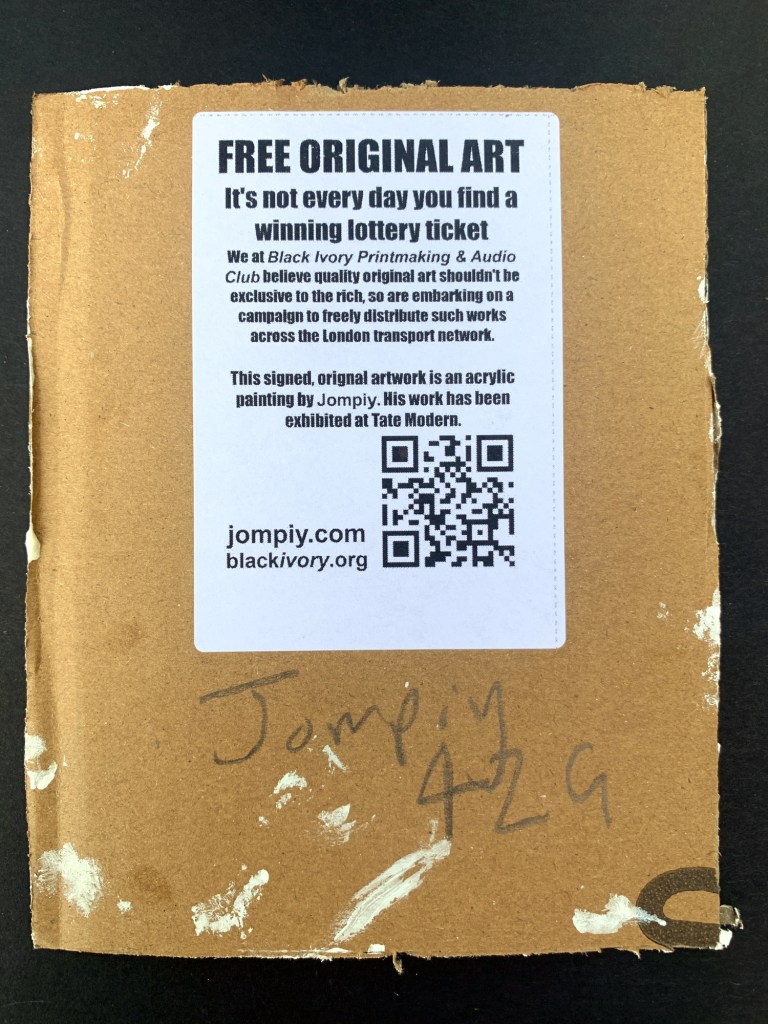 FREE ORIGINAL ART
It's not every day you find a
winning lottery ticket
We at Black Ivory Printmaking & Audio
Club believe quality original art shouldn't be
exclusive to the rich, so are embarking on a
campaign to freely distribute such works
across the London transport network.
This signed, orignal artwork is an acrylic
painting by Jompiy. His work has been
exhibited at Tate Modern.
jompiy.com
blackivory.org
Jompiy
42G